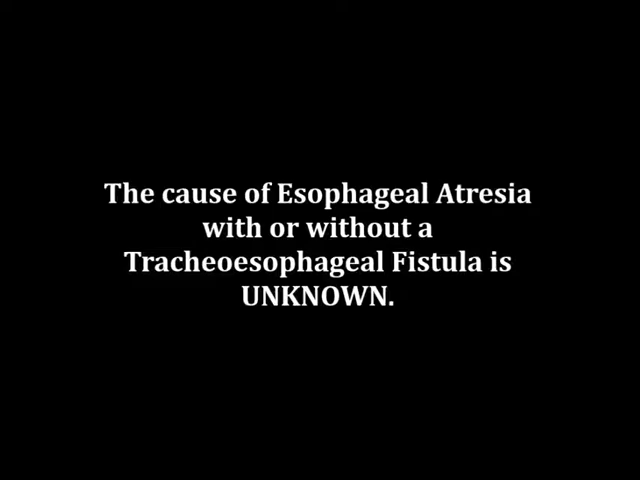 The cause of Esophageal Atresia
with or without a
Tracheoesophageal Fistula is
UNKNOWN.